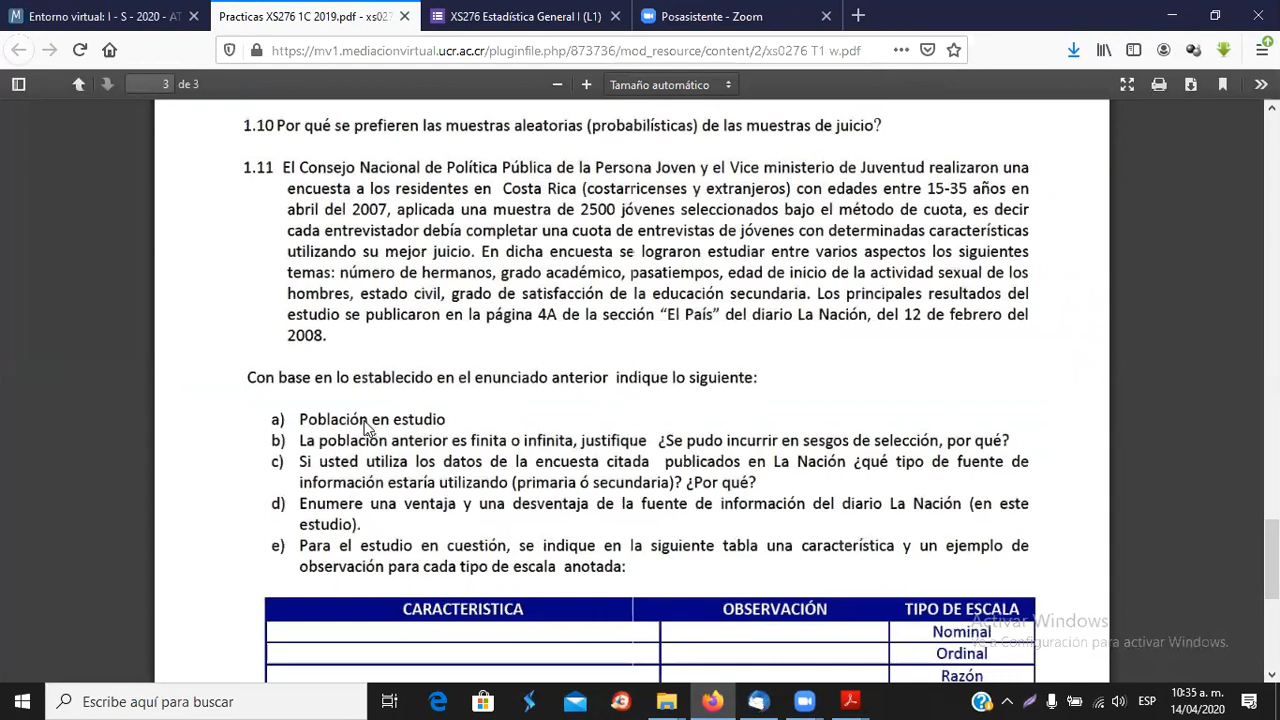 Entorno virtual: I - S - 2020 - AT
Practicas XS276 1C 2019.pdf - xs027
XS276 Estadística General I (L1)
Posasistente - Zoom
https://mv1.mediacionvirtual.ucr.ac.cr/pluginfile.php/873736/mod_resource/content/2/xs0276 T1 w.pdf
3 de 3
Tamaño automático
1.10 Por qué se prefieren las muestras aleatorias (probabilísticas) de las muestras de juicio?
1.11 El Consejo Nacional de Política Pública de la Persona Joven y el Vice ministerio de Juventud realizaron una
encuesta a los residentes en Costa Rica (costarricenses y extranjeros) con edades entre 15-35 años en
abril del 2007, aplicada una muestra de 2500 jóvenes seleccionados bajo el método de cuota, es decir
cada entrevistador debía completar una cuota de entrevistas de jóvenes con determinadas características
utilizando su mejor juicio. En dicha encuesta se lograron estudiar entre varios aspectos los siguientes
temas: número de hermanos, grado académico, pasatiempos, edad de inicio de la actividad sexual de los
hombres, estado civil, grado de satisfacción de la educación secundaria. Los principales resultados del
estudio se publicaron en la página 4A de la sección “El País” del diario La Nación, del 12 de febrero del
2008.
Con base en lo establecido en el enunciado anterior indique lo siguiente:
a) Población en estudio
b) La población anterior es finita o infinita, justifique ¿Se pudo incurrir en sesgos de selección, por qué?
c) Si usted utiliza los datos de la encuesta citada publicados en La Nación ¿qué tipo de fuente de
información estaría utilizando (primaria ó secundaria)? ¿Por qué?
d) Enumere una ventaja y una desventaja de la fuente de información del diario La Nación (en este
estudio).
e) Para el estudio en cuestión, se indique en la siguiente tabla una característica y un ejemplo de
observación para cada tipo de escala anotada:
CARACTERISTICA OBSERVACIÓN TIPO DE ESCALA
Nominal
Ordinal
Razón
Activar Windows
Ve a Configuración para activar Windows.
Escribe aquí para buscar
ESP
10:35 a. m.
14/04/2020